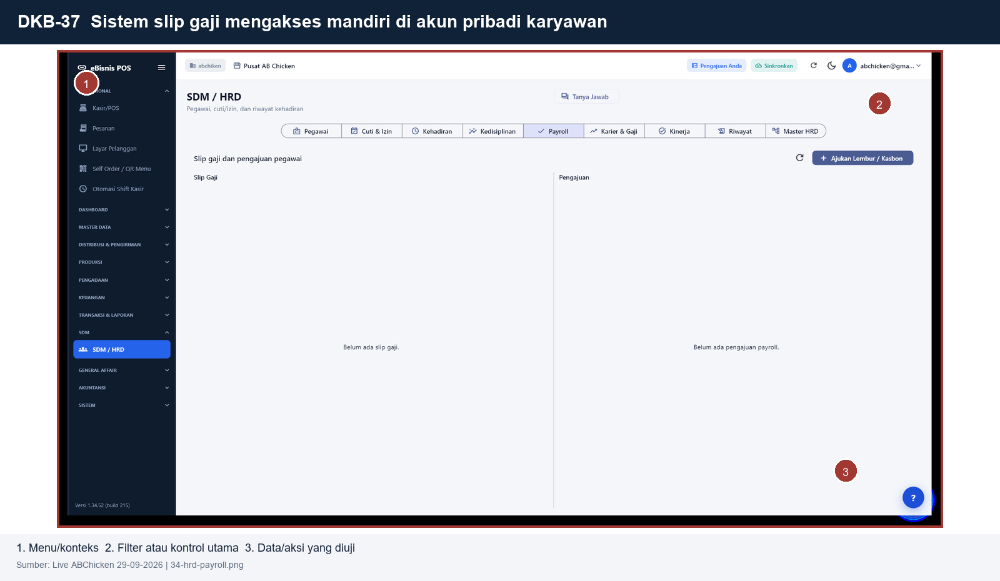 DKB-37 Sistem slip gaji mengakses mandiri di akun pribadi karyawan
eBisnis POS
abchiken
Pusat AB Chicken
Pengajuan Anda
Sinkronkan
A
abchicken@gma...
1
2
SDM / HRD
Pegawai, cuti/izin, dan riwayat kehadiran
Tanya Jawab
Kasir/POS
Pesanan
Layar Pelanggan
Self Order / QR Menu
Otomasi Shift Kasir
DASHBOARD
MASTER DATA
DISTRIBUSI & PENGIRIMAN
PRODUKSI
PENGADAAN
KEUANGAN
TRANSAKSI & LAPORAN
SDM
SDM / HRD
GENERAL AFFAIR
AKUNTANSI
SISTEM
Versi 1.34.52 (build 215)
Pegawai
Cuti & Izin
Kehadiran
Kedisiplinan
Payroll
Karier & Gaji
Kinerja
Riwayat
Master HRD
Slip gaji dan pengajuan pegawai
+ Ajukan Lembur / Kasbon
Slip Gaji
Pengajuan
Belum ada slip gaji.
Belum ada pengajuan payroll.
3
?
1. Menu/konteks 2. Filter atau kontrol utama 3. Data/aksi yang diuji
Sumber: Live ABChicken 29-09-2026 | 34-hrd-payroll.png